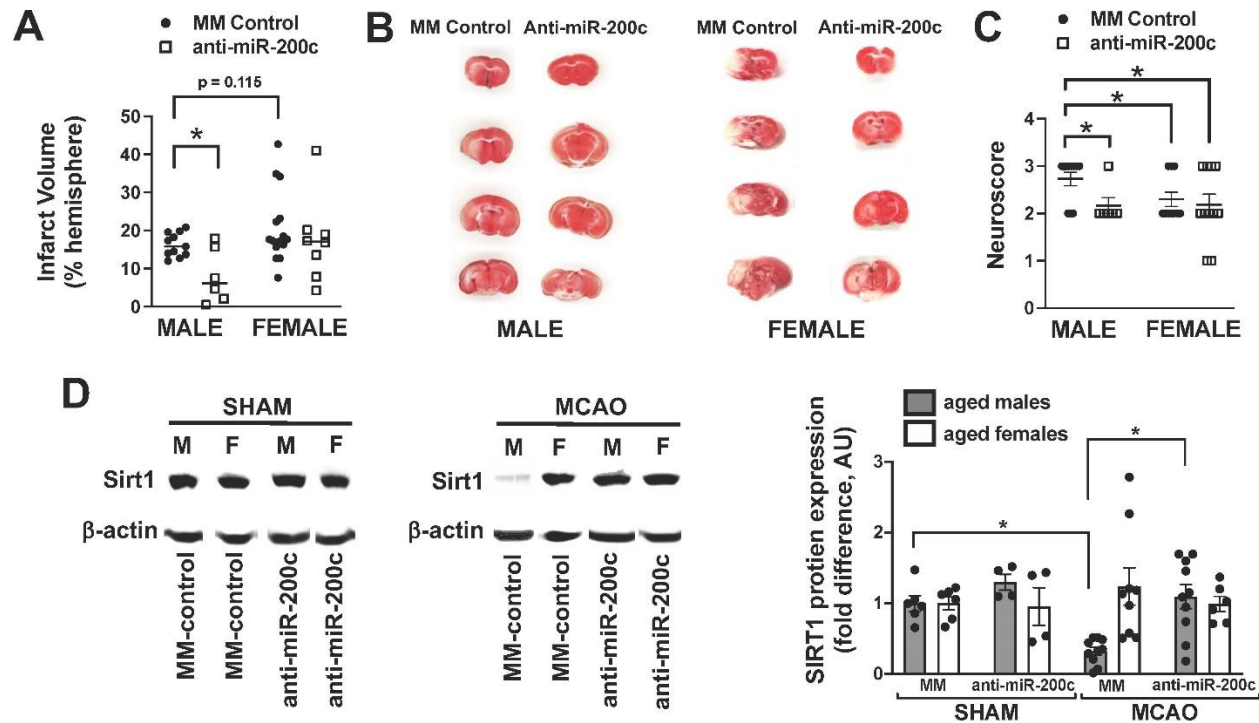 A
MM Control
anti-miR-200c
p = 0.115
*
50
40
30
20
10
0
Infarct Volume
(% hemisphere)
MALE FEMALE
B
MM Control Anti-miR-200c MM Control Anti-miR-200c
MALE FEMALE
C
MM Control
anti-miR-200c
*
*
*
4
3
2
1
0
Neuroscore
MALE FEMALE
D
SHAM
M F M F
Sirt1
β-actin
MM-control
MM-control
anti-miR-200c
anti-miR-200c
MCAO
M F M F
Sirt1
β-actin
MM-control
MM-control
anti-miR-200c
anti-miR-200c
aged males
aged females
*
*
3
2
1
0
SIRT1 protien expression
(fold difference, AU)
MM anti-miR-200c MM anti-miR-200c
SHAM MCAO